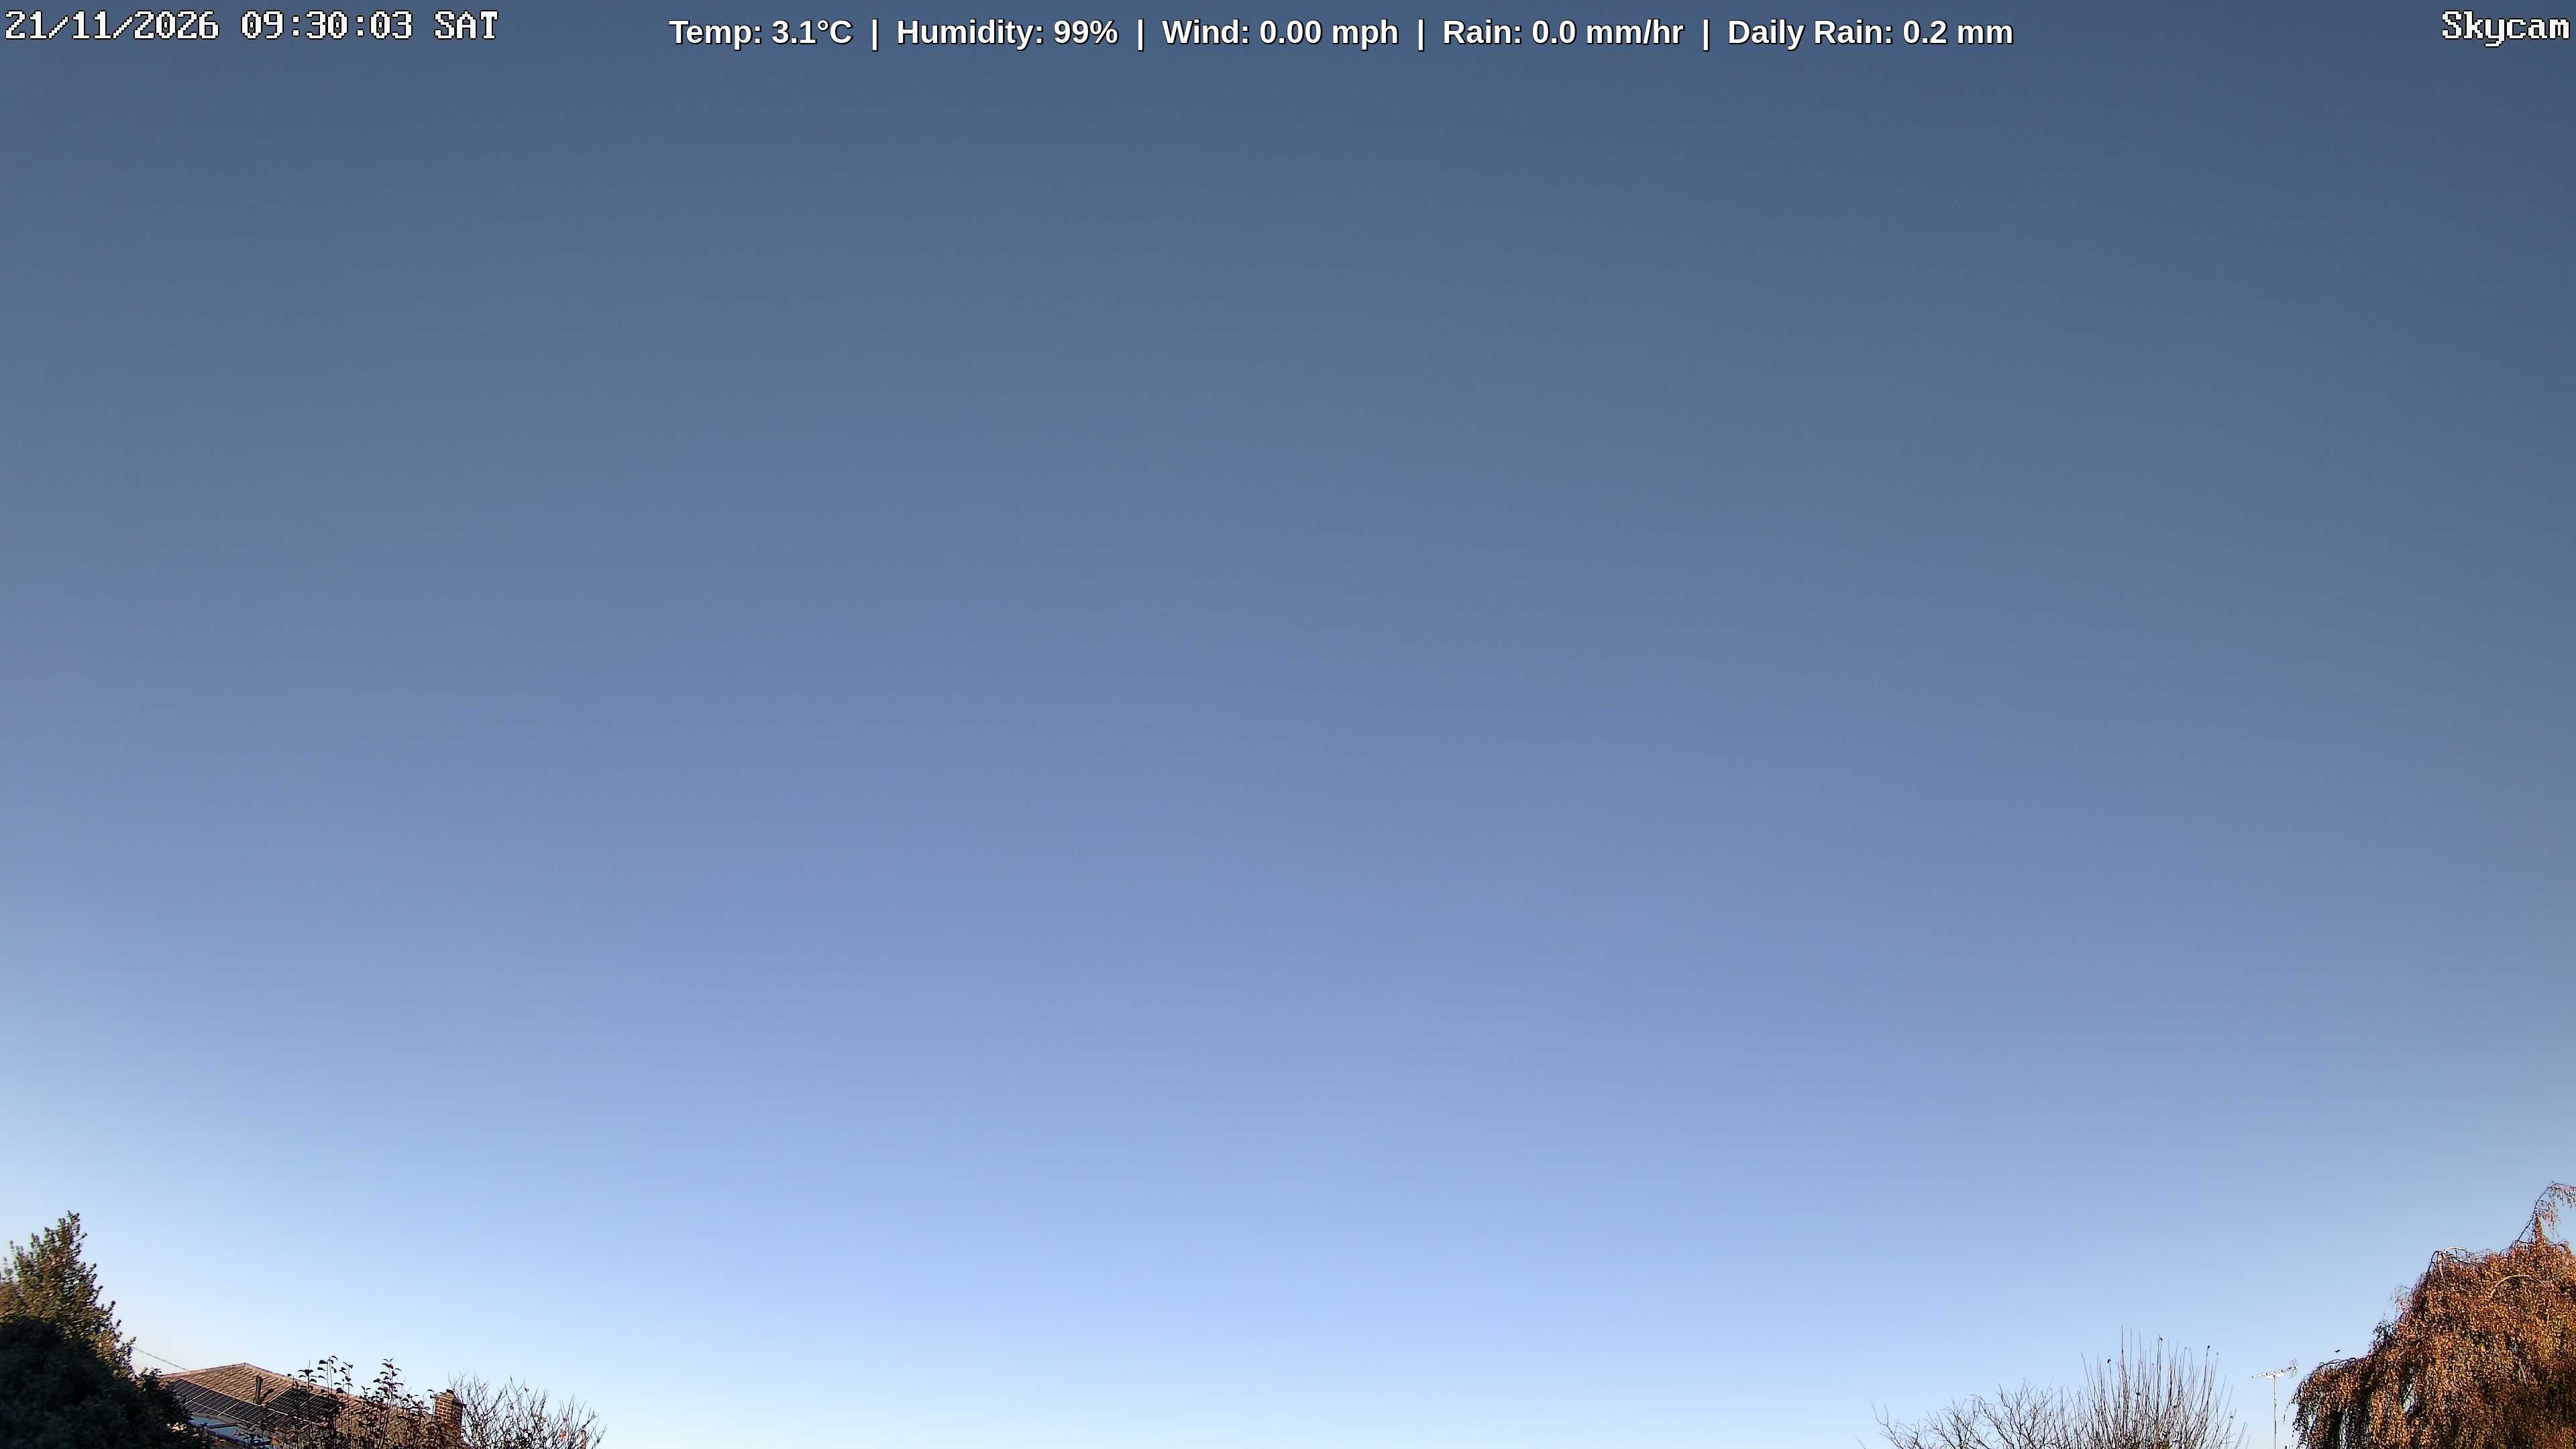 21/11/2026 09:30:03 SAT
Temp: 3.1°C | Humidity: 99% | Wind: 0.00 mph | Rain: 0.0 mm/hr | Daily Rain: 0.2 mm
Skycam